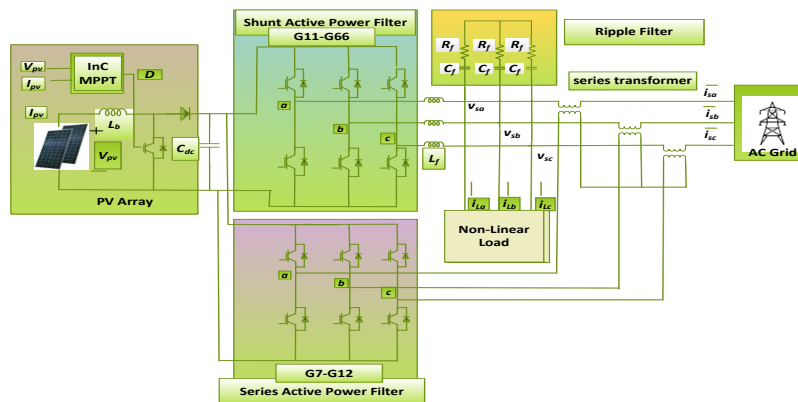 Shunt Active Power Filter
G11-G66
Ripple Filter
series transformer
R_f R_f R_f
C_f C_f C_f
V_pv
I_pv
InC
MPPT
D
I_pv
L_b
+
V_pv
C_dc
PV Array
a
b
c
L_f
v_sa
v_sb
v_sc
i_sa
i_sb
i_sc
AC Grid
i_La i_Lb i_Lc
Non-Linear
Load
a
b
c
G7-G12
Series Active Power Filter